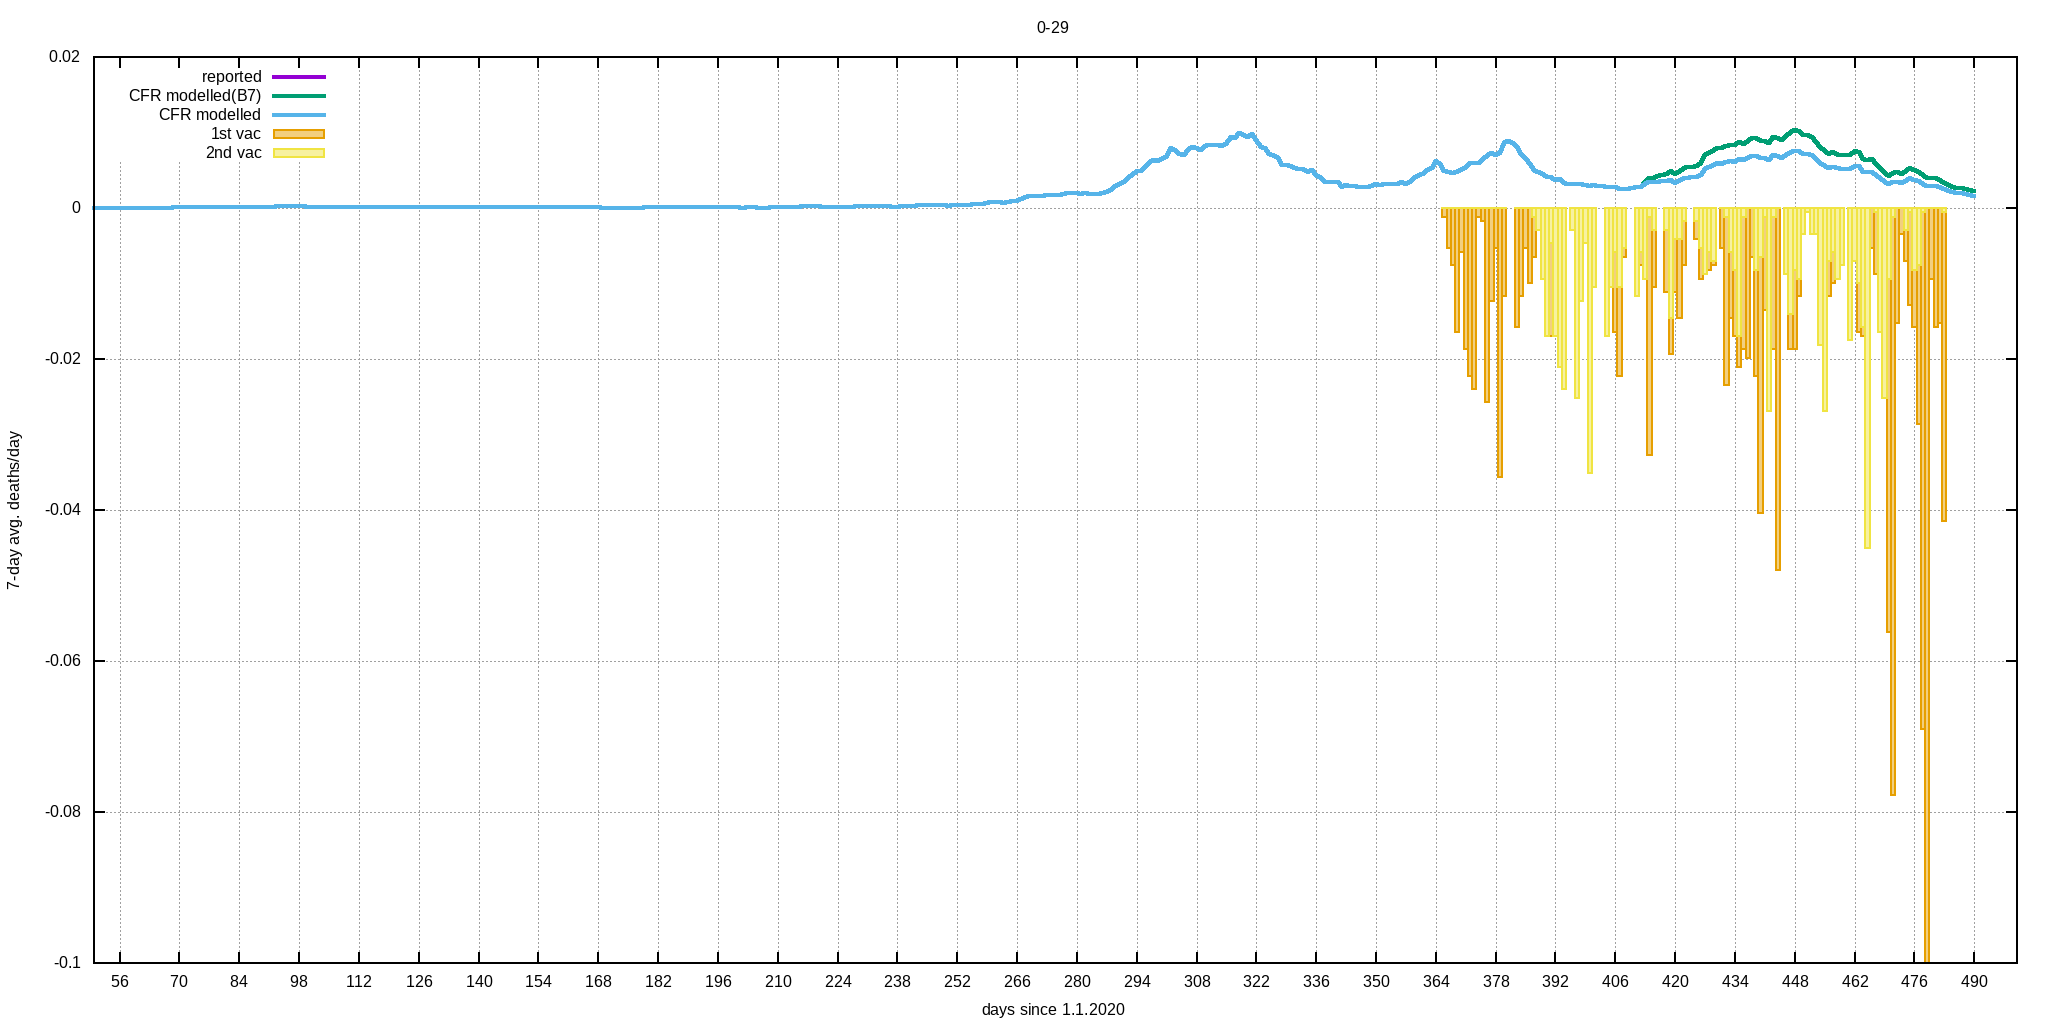 0-29
0.02
0
-0.02
-0.04
-0.06
-0.08
-0.1
7-day avg. deaths/day
reported
CFR modelled(B7)
CFR modelled
1st vac
2nd vac
56 70 84 98 112 126 140 154 168 182 196 210 224 238 252 266 280 294 308 322 336 350 364 378 392 406 420 434 448 462 476 490
days since 1.1.2020